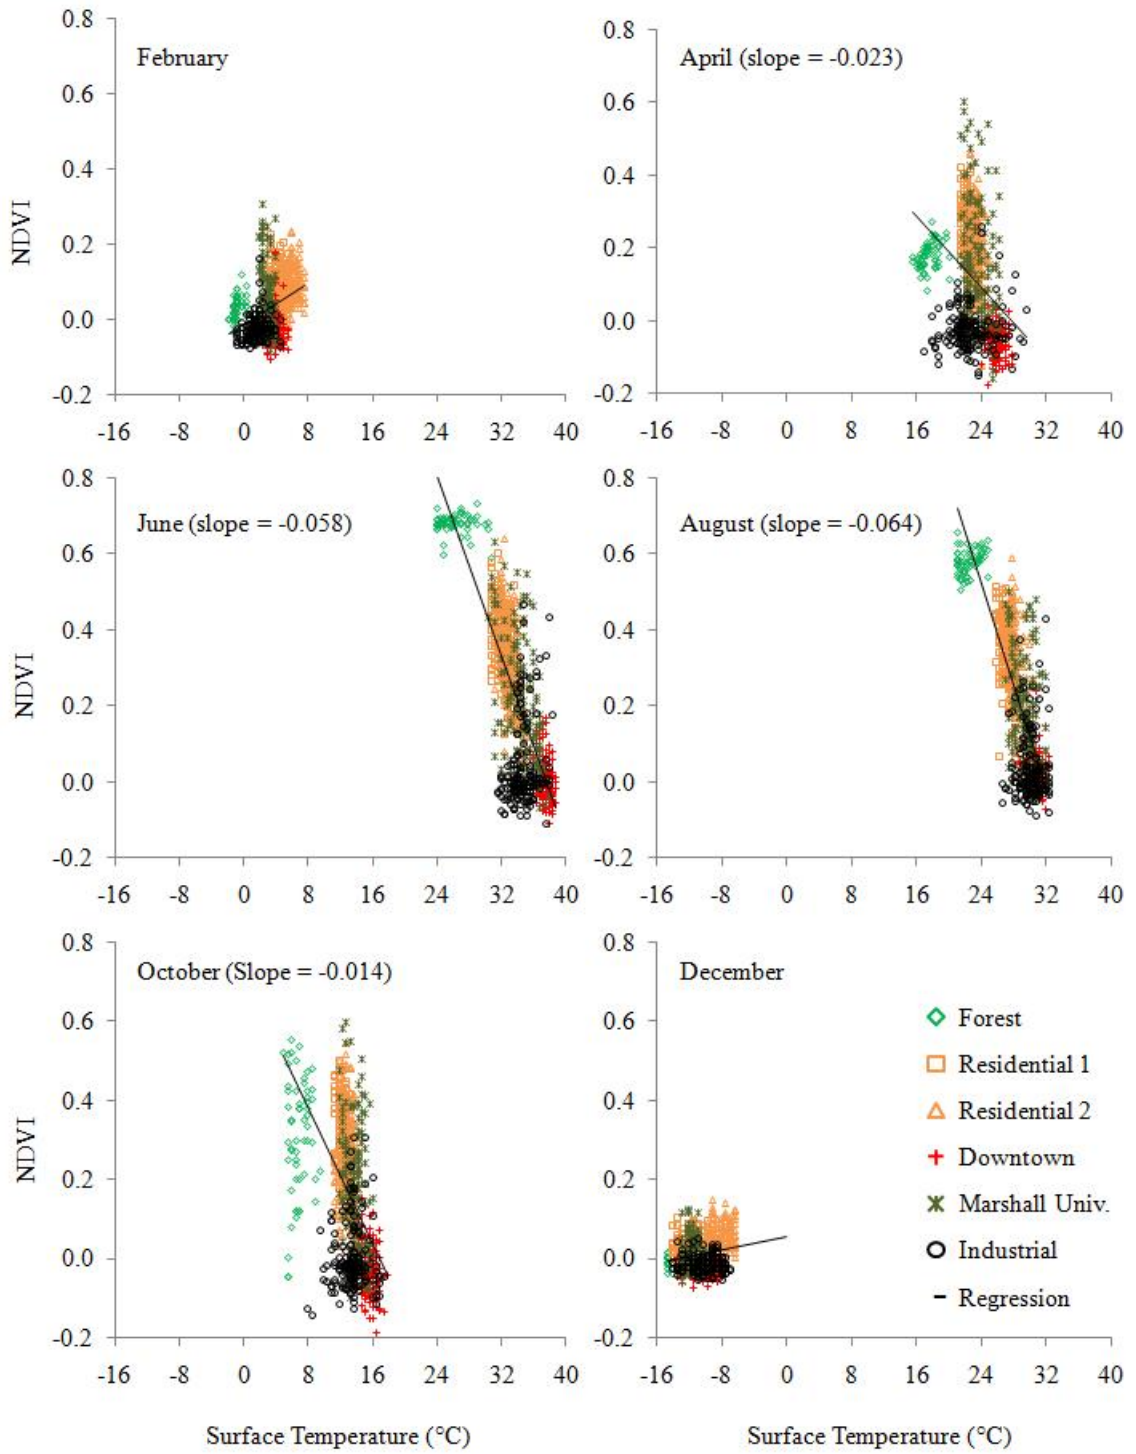 February
0.8
0.6
0.4
0.2
0.0
-0.2
NDVI
-16 -8 0 8 16 24 32 40
April (slope = -0.023)
0.8
0.6
0.4
0.2
0.0
-0.2
-16 -8 0 8 16 24 32 40
June (slope = -0.058)
0.8
0.6
0.4
0.2
0.0
-0.2
NDVI
-16 -8 0 8 16 24 32 40
August (slope = -0.064)
0.8
0.6
0.4
0.2
0.0
-0.2
-16 -8 0 8 16 24 32 40
October (Slope = -0.014)
0.8
0.6
0.4
0.2
0.0
-0.2
NDVI
-16 -8 0 8 16 24 32 40
Surface Temperature (°C)
December
0.8
0.6
0.4
0.2
0.0
-0.2
Forest
Residential 1
Residential 2
Downtown
Marshall Univ.
Industrial
Regression
-16 -8 0 8 16 24 32 40
Surface Temperature (°C)